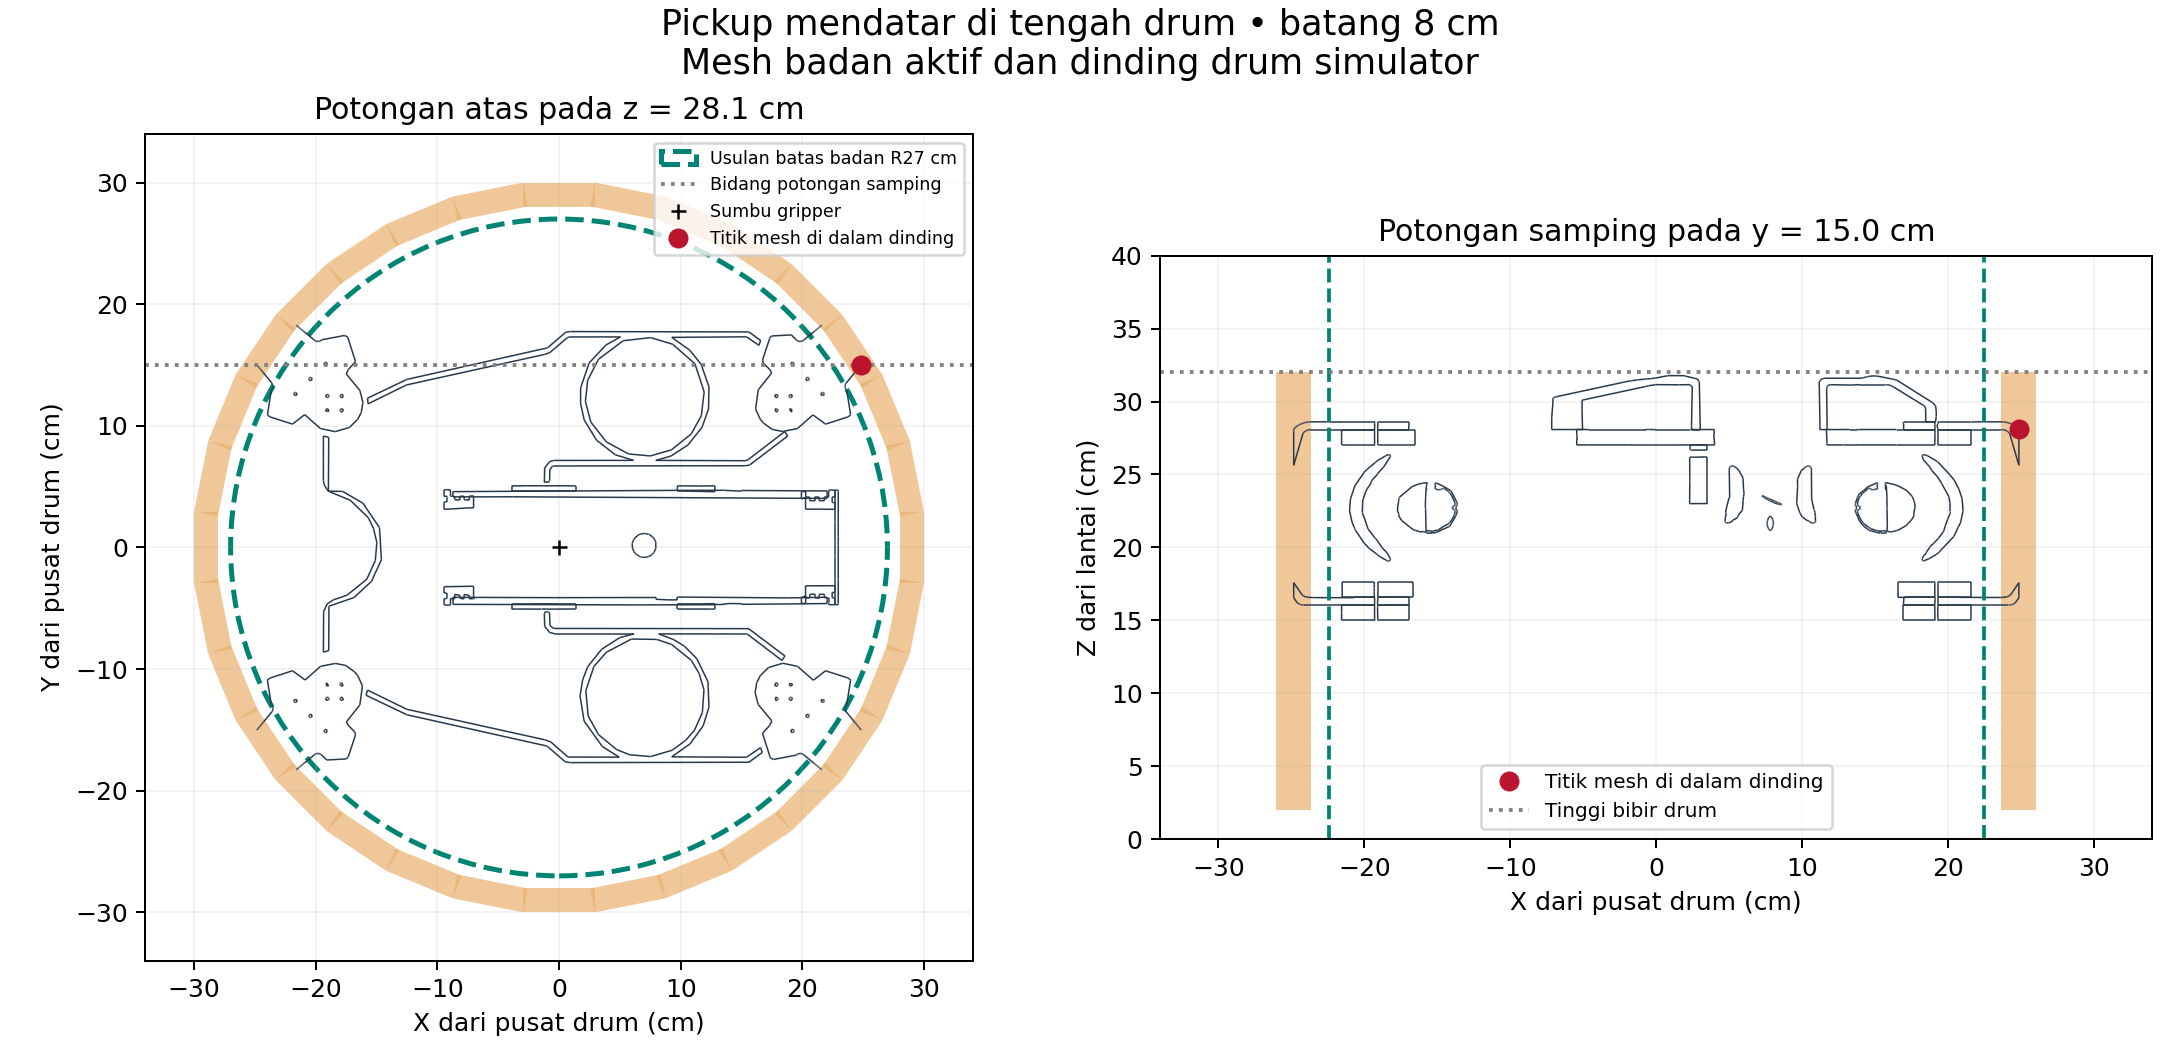 Pickup mendatar di tengah drum • batang 8 cm
Mesh badan aktif dan dinding drum simulator
Potongan atas pada z = 28.1 cm
Usulan batas badan R27 cm
Bidang potongan samping
Sumbu gripper
Titik mesh di dalam dinding
30
20
10
0
−10
−20
−30
Y dari pusat drum (cm)
−30
−20
−10
0
10
20
30
X dari pusat drum (cm)
Potongan samping pada y = 15.0 cm
40
35
30
25
20
15
10
5
0
Z dari lantai (cm)
Titik mesh di dalam dinding
Tinggi bibir drum
−30
−20
−10
0
10
20
30
X dari pusat drum (cm)